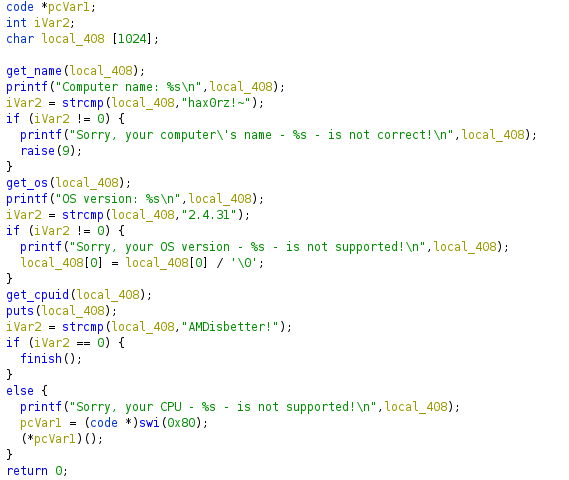 code *pcVar1;
int iVar2;
char local_408 [1024];

get_name(local_408);
printf("Computer name: %s\n",local_408);
iVar2 = strcmp(local_408,"hax0rz!~");
if (iVar2 != 0) {
  printf("Sorry, your computer\'s name - %s - is not correct!\n",local_408);
  raise(9);
}
get_os(local_408);
printf("OS version: %s\n",local_408);
iVar2 = strcmp(local_408,"2.4.31");
if (iVar2 != 0) {
  printf("Sorry, your OS version - %s - is not supported!\n",local_408);
  local_408[0] = local_408[0] / '\0';
}
get_cpuid(local_408);
puts(local_408);
iVar2 = strcmp(local_408,"AMDisbetter!");
if (iVar2 == 0) {
  finish();
}
else {
  printf("Sorry, your CPU - %s - is not supported!\n",local_408);
  pcVar1 = (code *)swi(0x80);
  (*pcVar1)();
}
return 0;